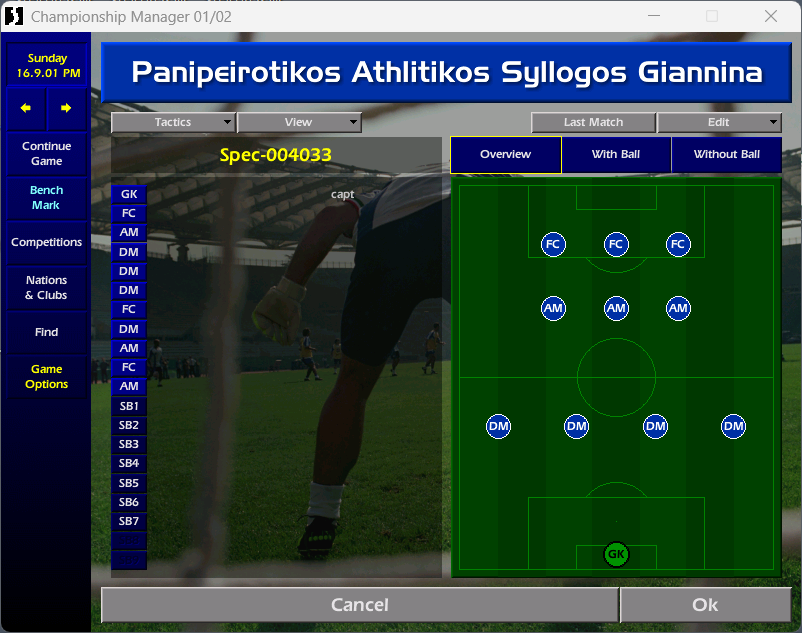 Championship Manager 01/02
Sunday
16.9.01 PM
Continue
Game
Bench
Mark
Competitions
Nations
& Clubs
Find
Game
Options
Panipeirotikos Athlitikos Syllogos Giannina
Tactics View Last Match Edit
Spec-004033
Overview With Ball Without Ball
GK capt
FC
AM
DM
DM
DM
FC
DM
AM
FC
AM
SB1
SB2
SB3
SB4
SB5
SB6
SB7
FC FC FC
AM AM AM
DM DM DM DM
GK
Cancel Ok